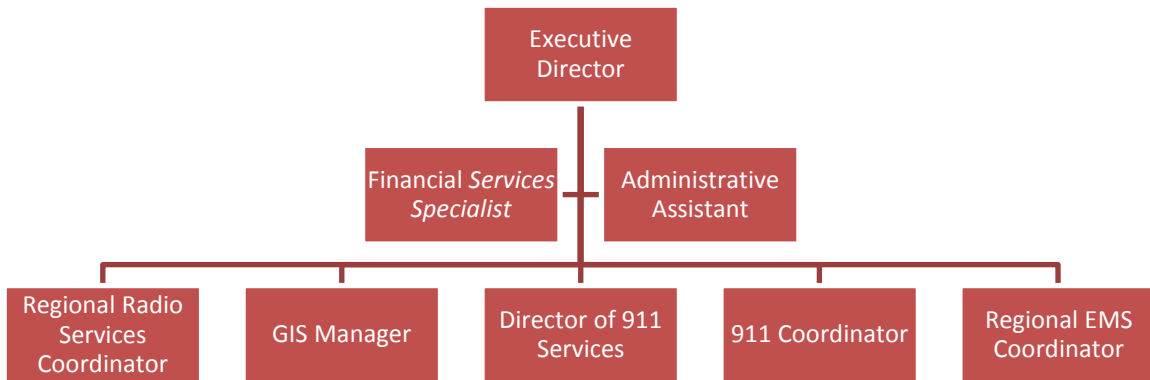 Executive
Director
Financial Services
Specialist
Administrative
Assistant
Regional Radio
Services
Coordinator
GIS Manager
Director of 911
Services
911 Coordinator
Regional EMS
Coordinator